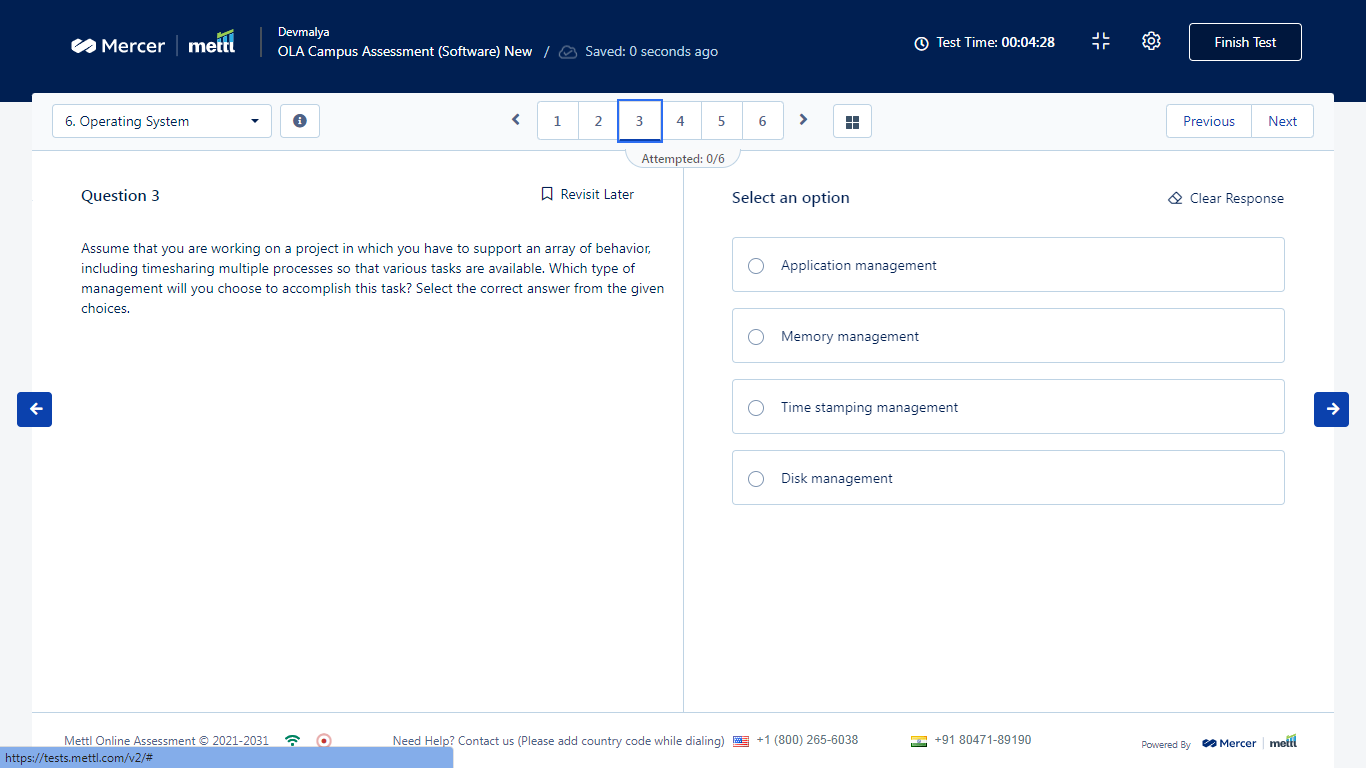 Mercer | mettl
Devmalya
OLA Campus Assessment (Software) New / Saved: 0 seconds ago
Test Time: 00:04:28
Finish Test
6. Operating System
1 2 3 4 5 6
Previous Next
Attempted: 0/6
Question 3
Revisit Later
Assume that you are working on a project in which you have to support an array of behavior,
including timesharing multiple processes so that various tasks are available. Which type of
management will you choose to accomplish this task? Select the correct answer from the given
choices.
Select an option
Clear Response
Application management
Memory management
Time stamping management
Disk management
Mettl Online Assessment © 2021-2031
Need Help? Contact us (Please add country code while dialing) +1 (800) 265-6038 +91 80471-89190
Powered By Mercer | mettl
https://tests.mettl.com/v2/#